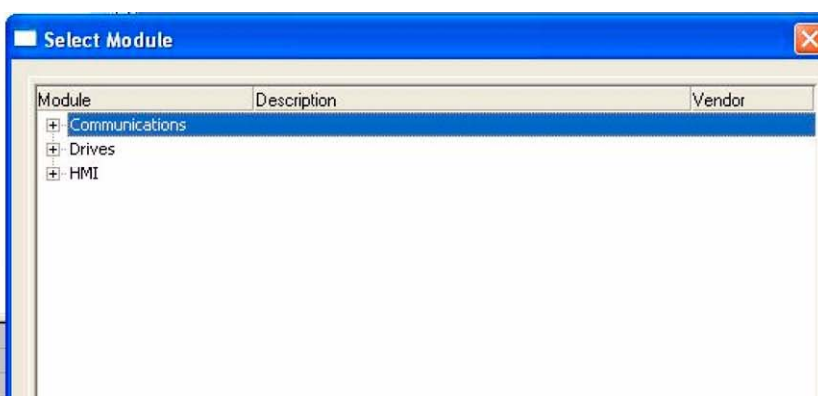 Select Module
Module Description Vendor
Communications
Drives
HMI